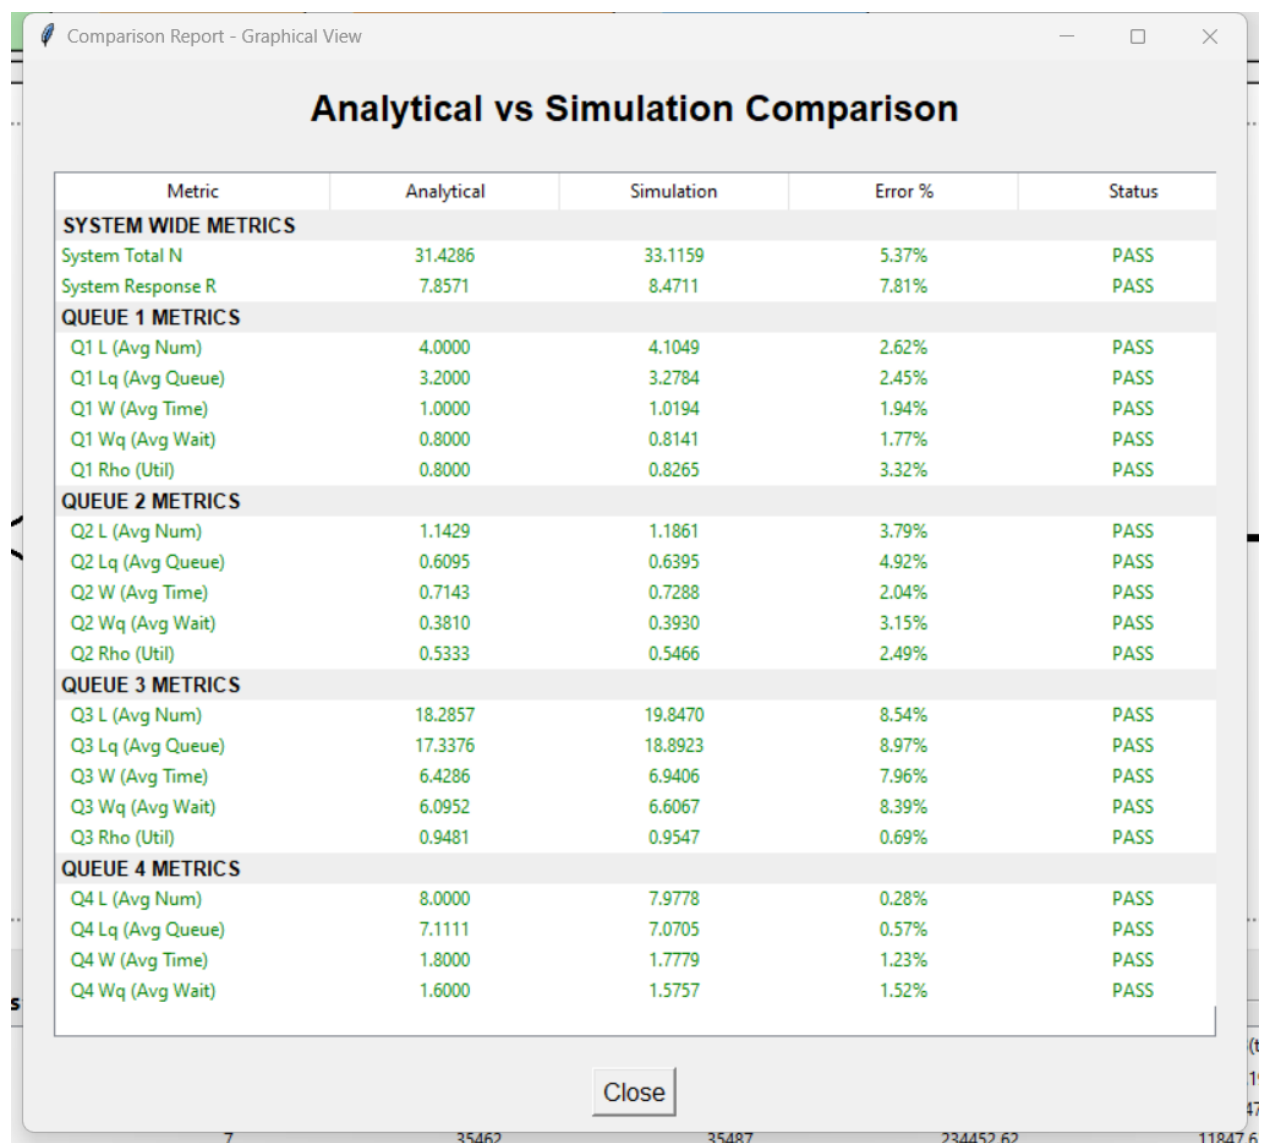 Comparison Report - Graphical View
Analytical vs Simulation Comparison
Metric Analytical Simulation Error % Status
SYSTEM WIDE METRICS
System Total N 31.4286 33.1159 5.37% PASS
System Response R 7.8571 8.4711 7.81% PASS
QUEUE 1 METRICS
Q1 L (Avg Num) 4.0000 4.1049 2.62% PASS
Q1 Lq (Avg Queue) 3.2000 3.2784 2.45% PASS
Q1 W (Avg Time) 1.0000 1.0194 1.94% PASS
Q1 Wq (Avg Wait) 0.8000 0.8141 1.77% PASS
Q1 Rho (Util) 0.8000 0.8265 3.32% PASS
QUEUE 2 METRICS
Q2 L (Avg Num) 1.1429 1.1861 3.79% PASS
Q2 Lq (Avg Queue) 0.6095 0.6395 4.92% PASS
Q2 W (Avg Time) 0.7143 0.7288 2.04% PASS
Q2 Wq (Avg Wait) 0.3810 0.3930 3.15% PASS
Q2 Rho (Util) 0.5333 0.5466 2.49% PASS
QUEUE 3 METRICS
Q3 L (Avg Num) 18.2857 19.8470 8.54% PASS
Q3 Lq (Avg Queue) 17.3376 18.8923 8.97% PASS
Q3 W (Avg Time) 6.4286 6.9406 7.96% PASS
Q3 Wq (Avg Wait) 6.0952 6.6067 8.39% PASS
Q3 Rho (Util) 0.9481 0.9547 0.69% PASS
QUEUE 4 METRICS
Q4 L (Avg Num) 8.0000 7.9778 0.28% PASS
Q4 Lq (Avg Queue) 7.1111 7.0705 0.57% PASS
Q4 W (Avg Time) 1.8000 1.7779 1.23% PASS
Q4 Wq (Avg Wait) 1.6000 1.5757 1.52% PASS
Close
7 35462 35487 234452.62 11847.6